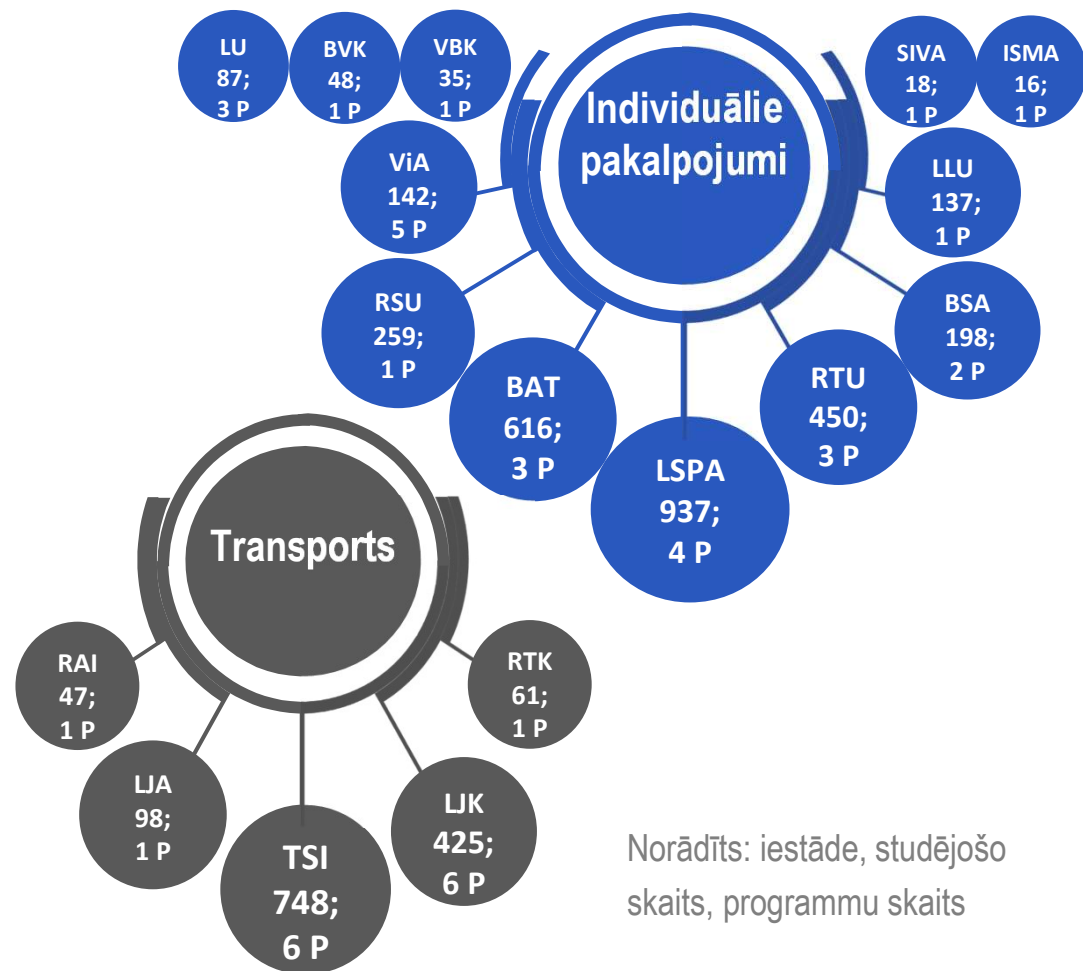 LU
87;
3 P
BVK
48;
1 P
VBK
35;
1 P
Individuālie
pakalpojumi
SIVA
18;
1 P
ISMA
16;
1 P
ViA
142;
5 P
LLU
137;
1 P
RSU
259;
1 P
BSA
198;
2 P
BAT
616;
3 P
RTU
450;
3 P
LSPA
937;
4 P
Transports
RAI
47;
1 P
RTK
61;
1 P
LJA
98;
1 P
LJK
425;
6 P
TSI
748;
6 P
Norādīts: iestāde, studējošo
skaits, programmu skaits